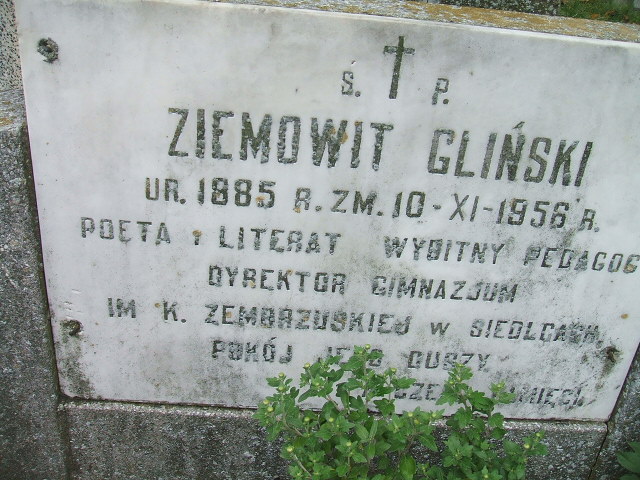 Ś. P.
ZIEMOWIT GLIŃSKI
UR. 1885 R. ZM. 10-XI-1956 R.
POETA I LITERAT WYBITNY PEDAGOG
DYREKTOR GIMNAZJUM
IM K. ZEMBRZUSKIEJ W SIEDLCACH.
POKÓJ JEGO DUSZY